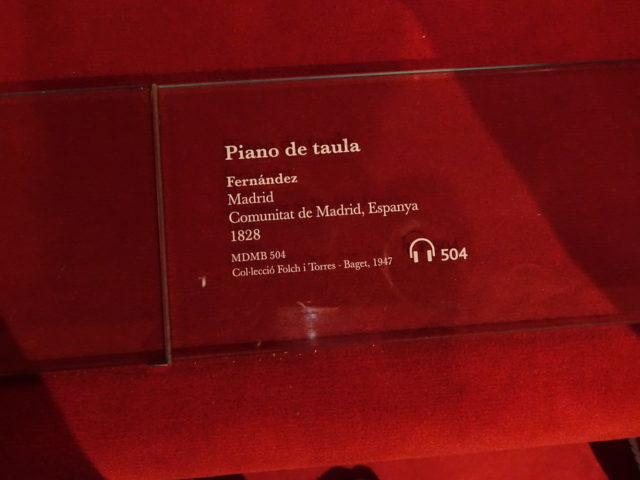 Piano de taula
Fernández
Madrid
Comunitat de Madrid, Espanya
1828
MDMB 504
Col·lecció Folch i Torres - Baget, 1947
504